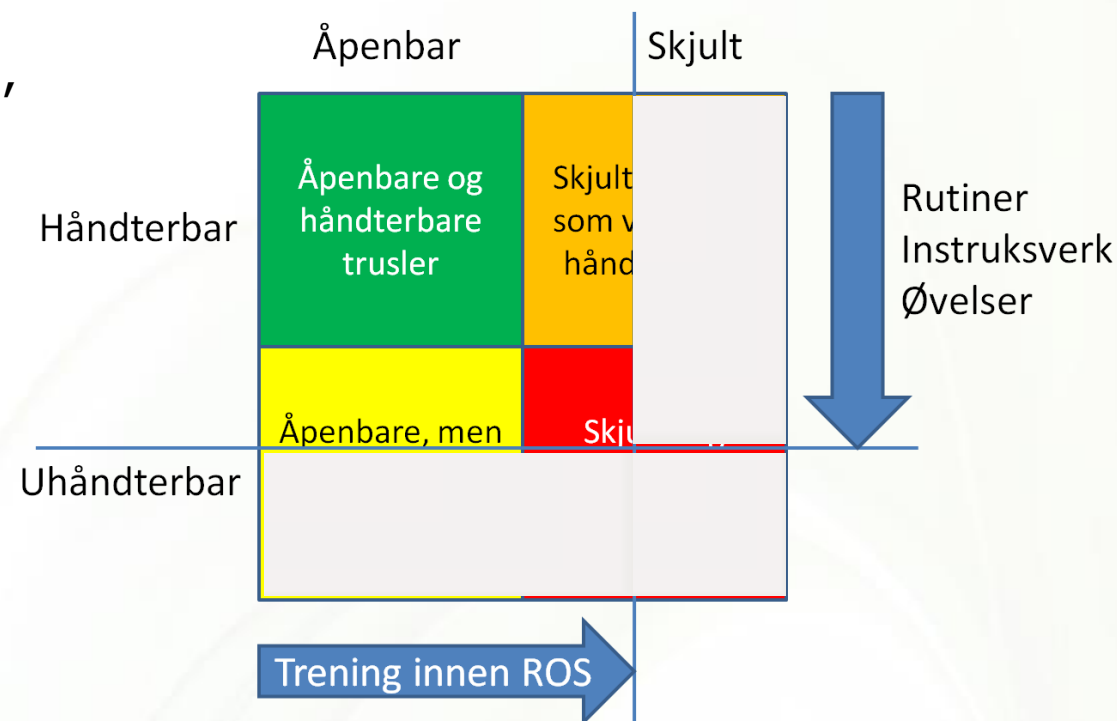 ,
Åpenbar
Skjult
Håndterbar
Åpenbare og
håndterbare
trusler
Skjult
som v
hånd
Rutiner
Instruksverk
Øvelser
Åpenbare, men
Uhåndterbar
Trening innen ROS